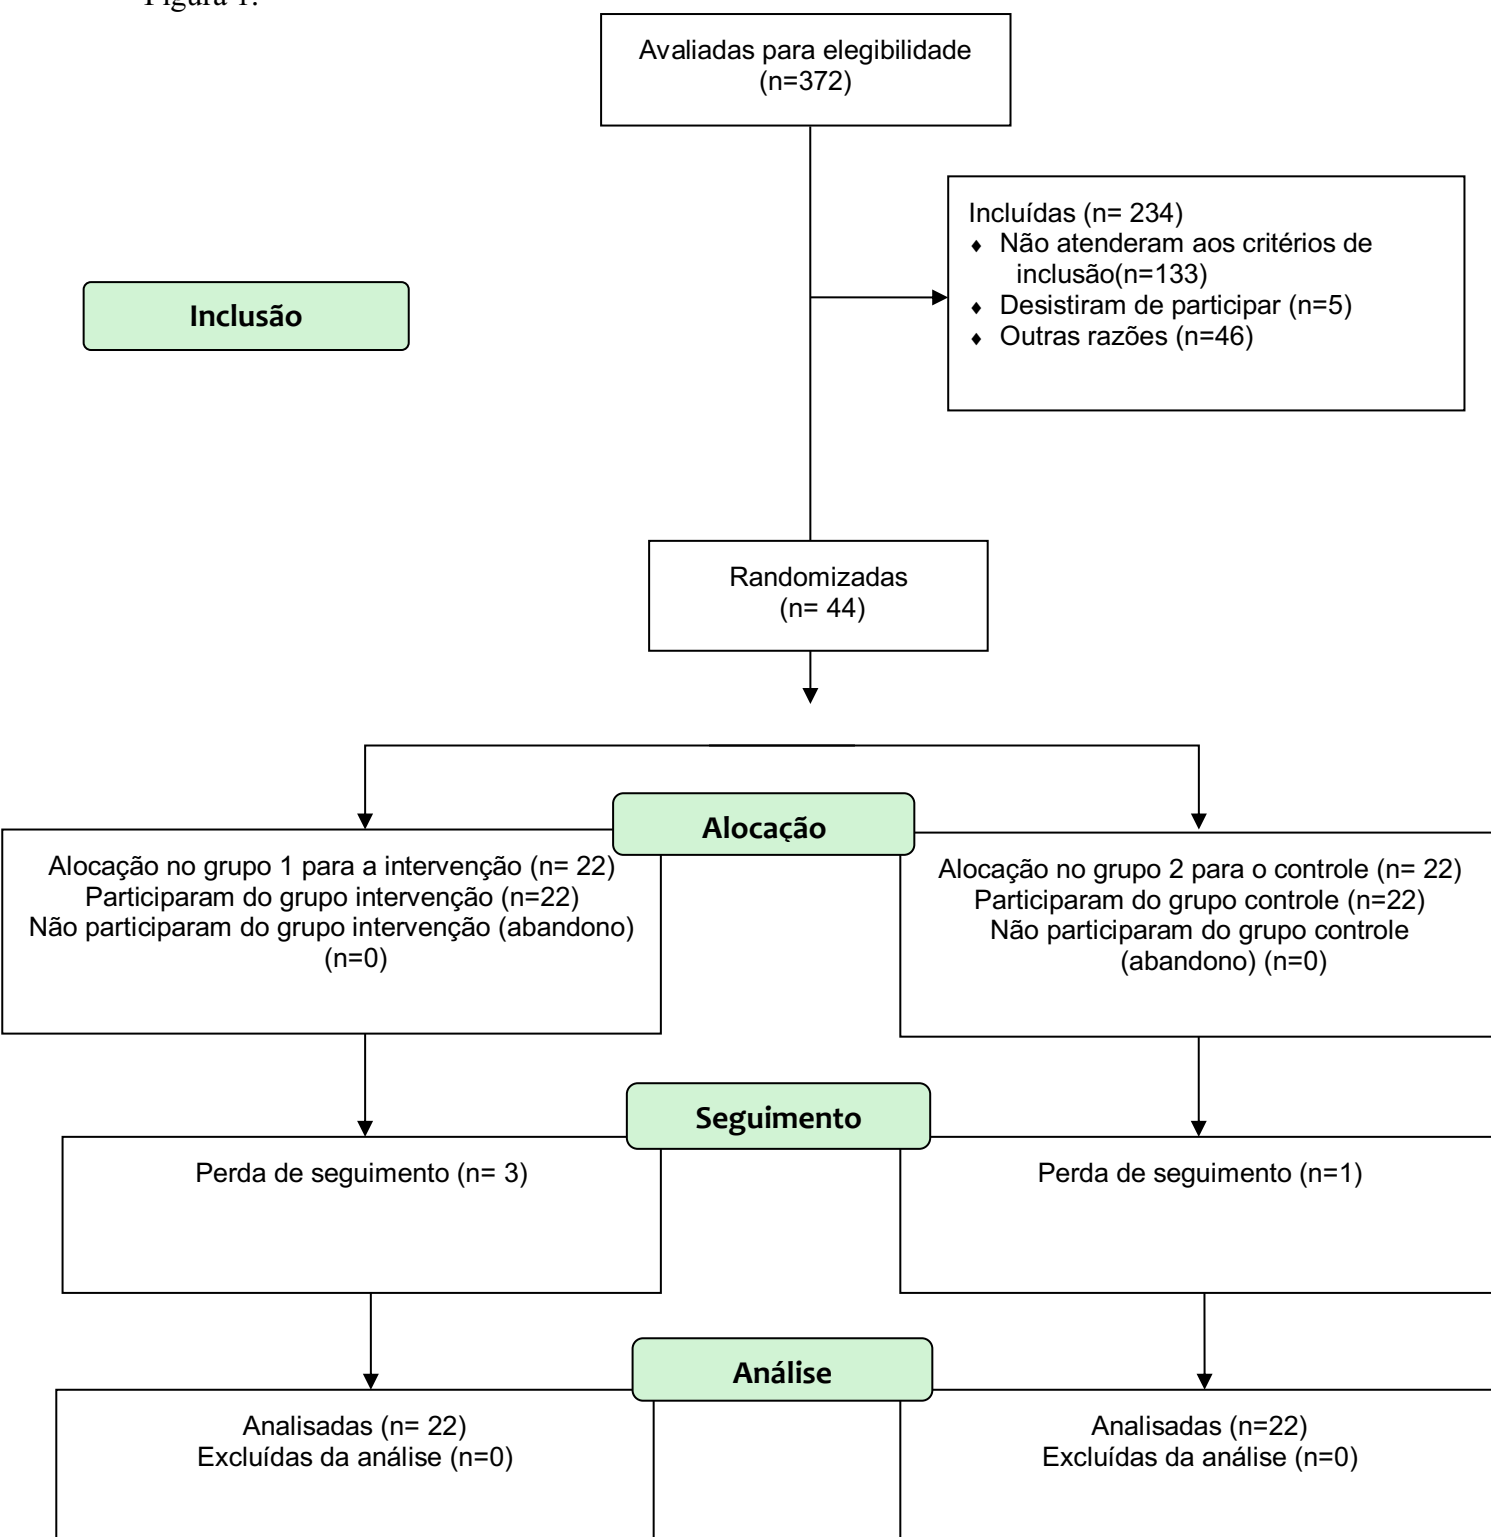 Figura 1.
Avaliadas para elegibilidade
(n=372)
Incluídas (n= 234)
♦ Não atenderam aos critérios de
inclusão(n=133)
♦ Desistiram de participar (n=5)
♦ Outras razões (n=46)
Inclusão
Randomizadas
(n= 44)
Alocação
Alocação no grupo 1 para a intervenção (n= 22)
Participaram do grupo intervenção (n=22)
Não participaram do grupo intervenção (abandono)
(n=0)
Alocação no grupo 2 para o controle (n= 22)
Participaram do grupo controle (n=22)
Não participaram do grupo controle
(abandono) (n=0)
Seguimento
Perda de seguimento (n= 3)
Perda de seguimento (n=1)
Análise
Analisadas (n= 22)
Excluídas da análise (n=0)
Analisadas (n=22)
Excluídas da análise (n=0)